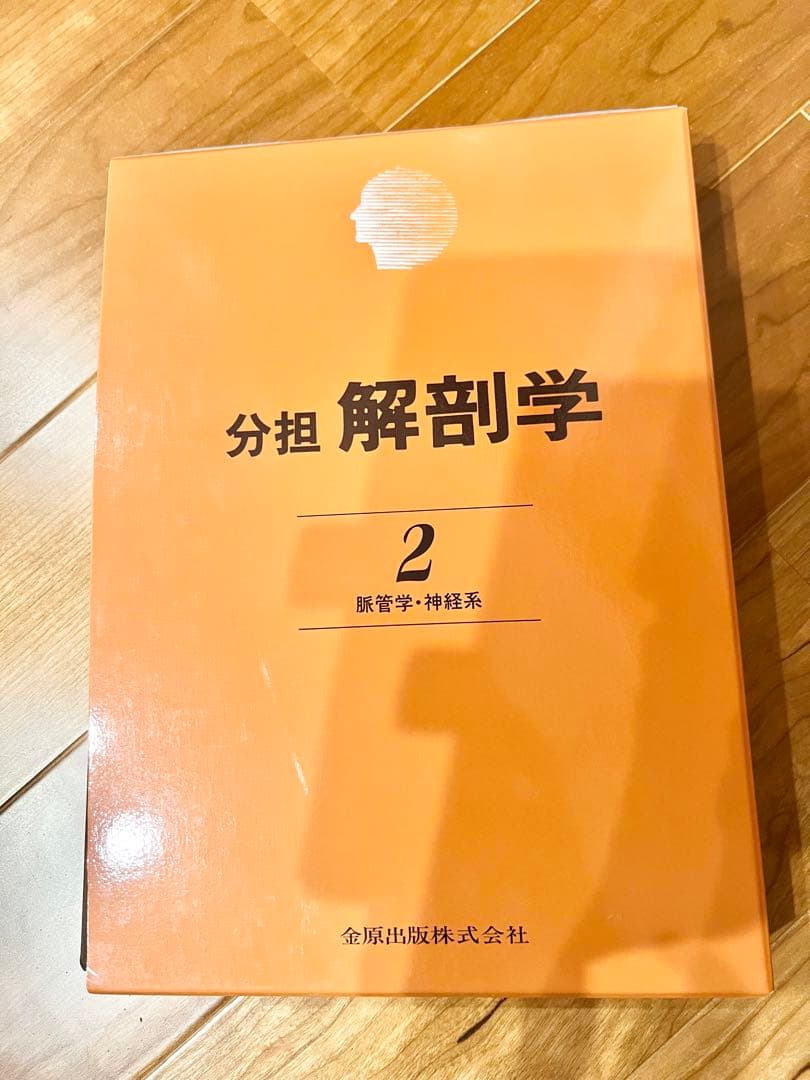 分担 解剖学
2
脈管学・神経系
金原出版株式会社